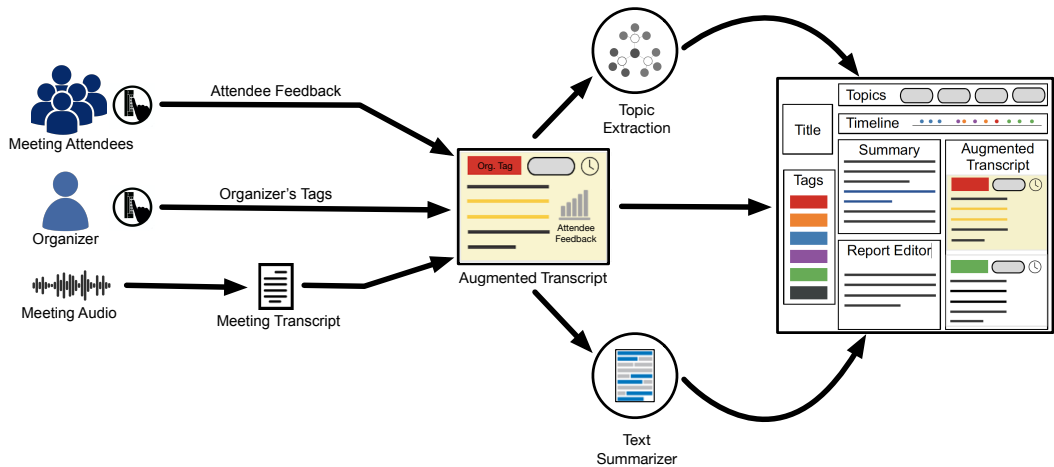 Attendee Feedback
Meeting Attendees
Organizer's Tags
Organizer
Meeting Audio
Meeting Transcript
Org. Tag
Attendee
Feedback
Augmented Transcript
Topic
Extraction
Text
Summarizer
Title
Tags
Topics
Timeline
Summary
Report Editor
Augmented
Transcript